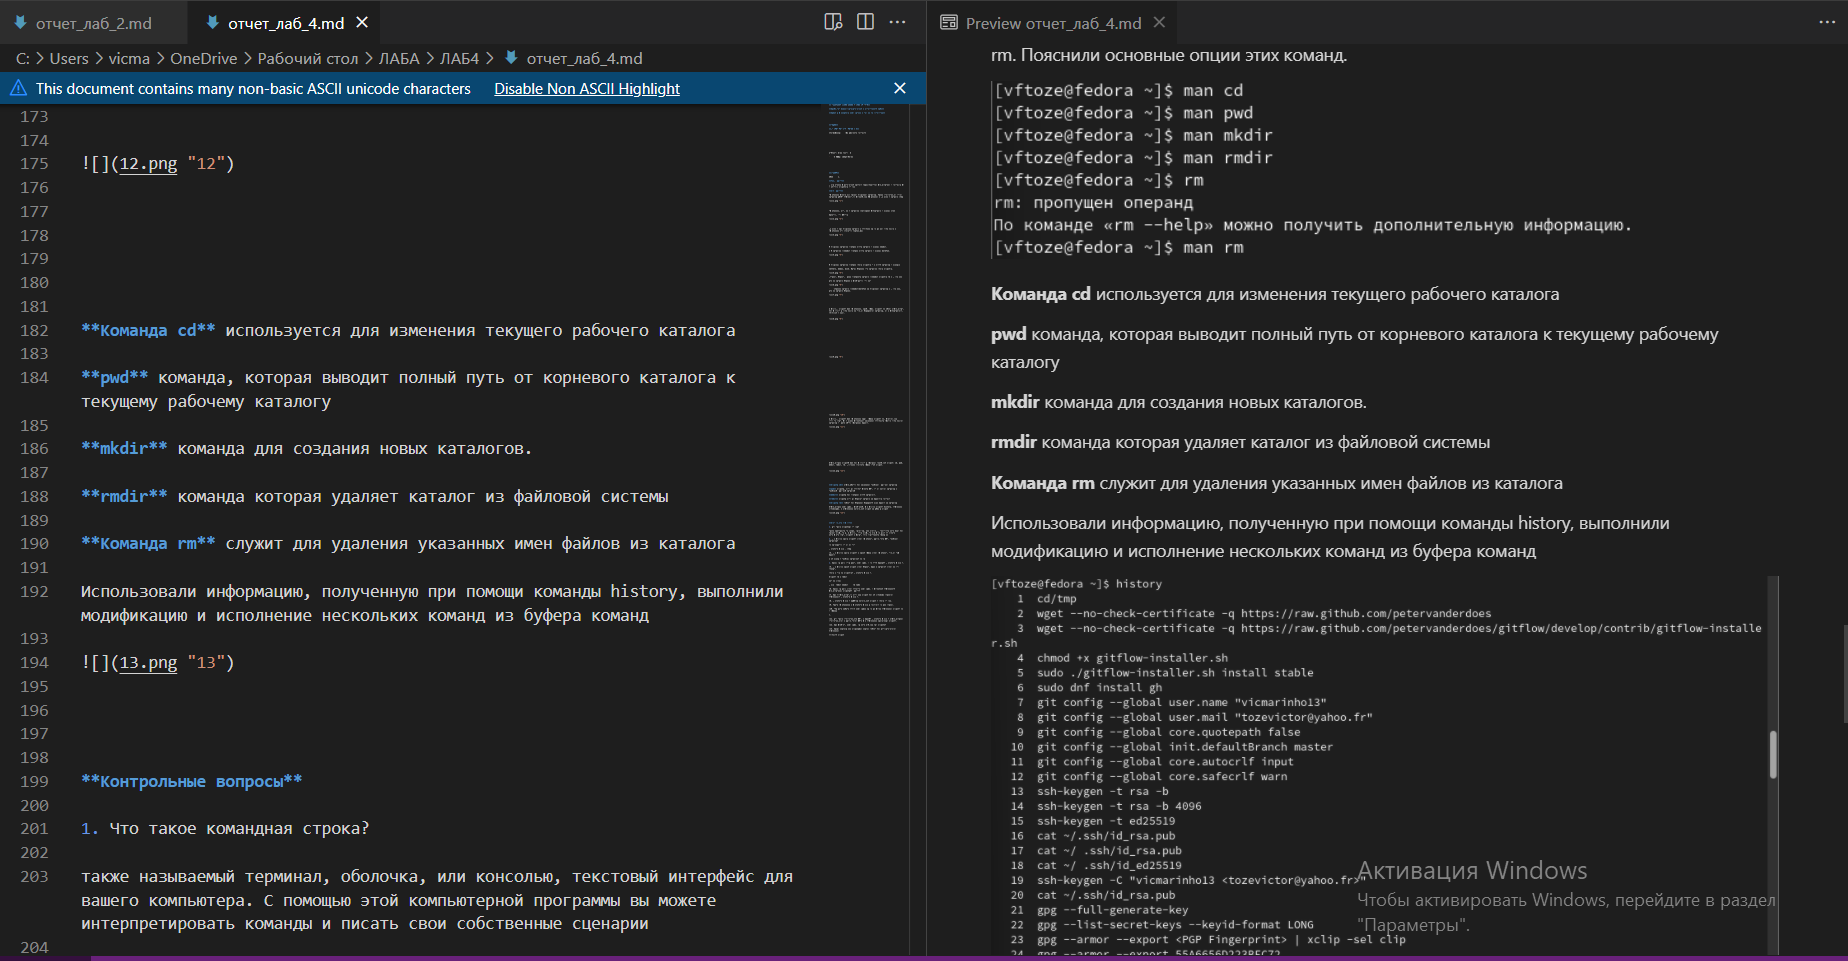 отчет_лаб_2.md
отчет_лаб_4.md
C: > Users > vicma > OneDrive > Рабочий стол > ЛАБА > ЛАБ4 > отчет_лаб_4.md
This document contains many non-basic ASCII unicode characters Disable Non ASCII Highlight
173
174
175 ![](12.png "12")
176
177
178
179
180
181
182 **Команда cd** используется для изменения текущего рабочего каталога
183
184 **pwd** команда, которая выводит полный путь от корневого каталога к
текущему рабочему каталогу
185
186 **mkdir** команда для создания новых каталогов.
187
188 **rmdir** команда которая удаляет каталог из файловой системы
189
190 **Команда rm** служит для удаления указанных имен файлов из каталога
191
192 Использовали информацию, полученную при помощи команды history, выполнили
модификацию и исполнение нескольких команд из буфера команд
193
194 ![](13.png "13")
195
196
197
198
199 **Контрольные вопросы**
200
201 1. Что такое командная строка?
202
203 также называемый терминал, оболочка, или консолью, текстовый интерфейс для
вашего компьютера. С помощью этой компьютерной программы вы можете
интерпретировать команды и писать свои собственные сценарии
204
Preview отчет_лаб_4.md
rm. Пояснили основные опции этих команд.
[vftoze@fedora ~]$ man cd
[vftoze@fedora ~]$ man pwd
[vftoze@fedora ~]$ man mkdir
[vftoze@fedora ~]$ man rmdir
[vftoze@fedora ~]$ rm
rm: пропущен операнд
По команде «rm --help» можно получить дополнительную информацию.
[vftoze@fedora ~]$ man rm
Команда cd используется для изменения текущего рабочего каталога
pwd команда, которая выводит полный путь от корневого каталога к текущему рабочему
каталогу
mkdir команда для создания новых каталогов.
rmdir команда которая удаляет каталог из файловой системы
Команда rm служит для удаления указанных имен файлов из каталога
Использовали информацию, полученную при помощи команды history, выполнили
модификацию и исполнение нескольких команд из буфера команд
[vftoze@fedora ~]$ history
1 cd/tmp
2 wget --no-check-certificate -q https://raw.github.com/petervanderdoes
3 wget --no-check-certificate -q https://raw.github.com/petervanderdoes/gitflow/develop/contrib/gitflow-installe
r.sh
4 chmod +x gitflow-installer.sh
5 sudo ./gitflow-installer.sh install stable
6 sudo dnf install gh
7 git config --global user.name "vicmarinho13"
8 git config --global user.mail "tozevictor@yahoo.fr"
9 git config --global core.quotepath false
10 git config --global init.defaultBranch master
11 git config --global core.autocrlf input
12 git config --global core.safecrlf warn
13 ssh-keygen -t rsa -b
14 ssh-keygen -t rsa -b 4096
15 ssh-keygen -t ed25519
16 cat ~/.ssh/id_rsa.pub
17 cat ~/ .ssh/id_rsa.pub
18 cat ~/ .ssh/id_ed25519
19 ssh-keygen -C "vicmarinho13 <tozevictor@yahoo.fr>"
20 cat ~/.ssh/id_rsa.pub
21 gpg --full-generate-key
22 gpg --list-secret-keys --keyid-format LONG
23 gpg --armor --export <PGP Fingerprint> | xclip -sel clip
24 gpg --armor --export
Активация Windows
Чтобы активировать Windows, перейдите в раздел
"Параметры".